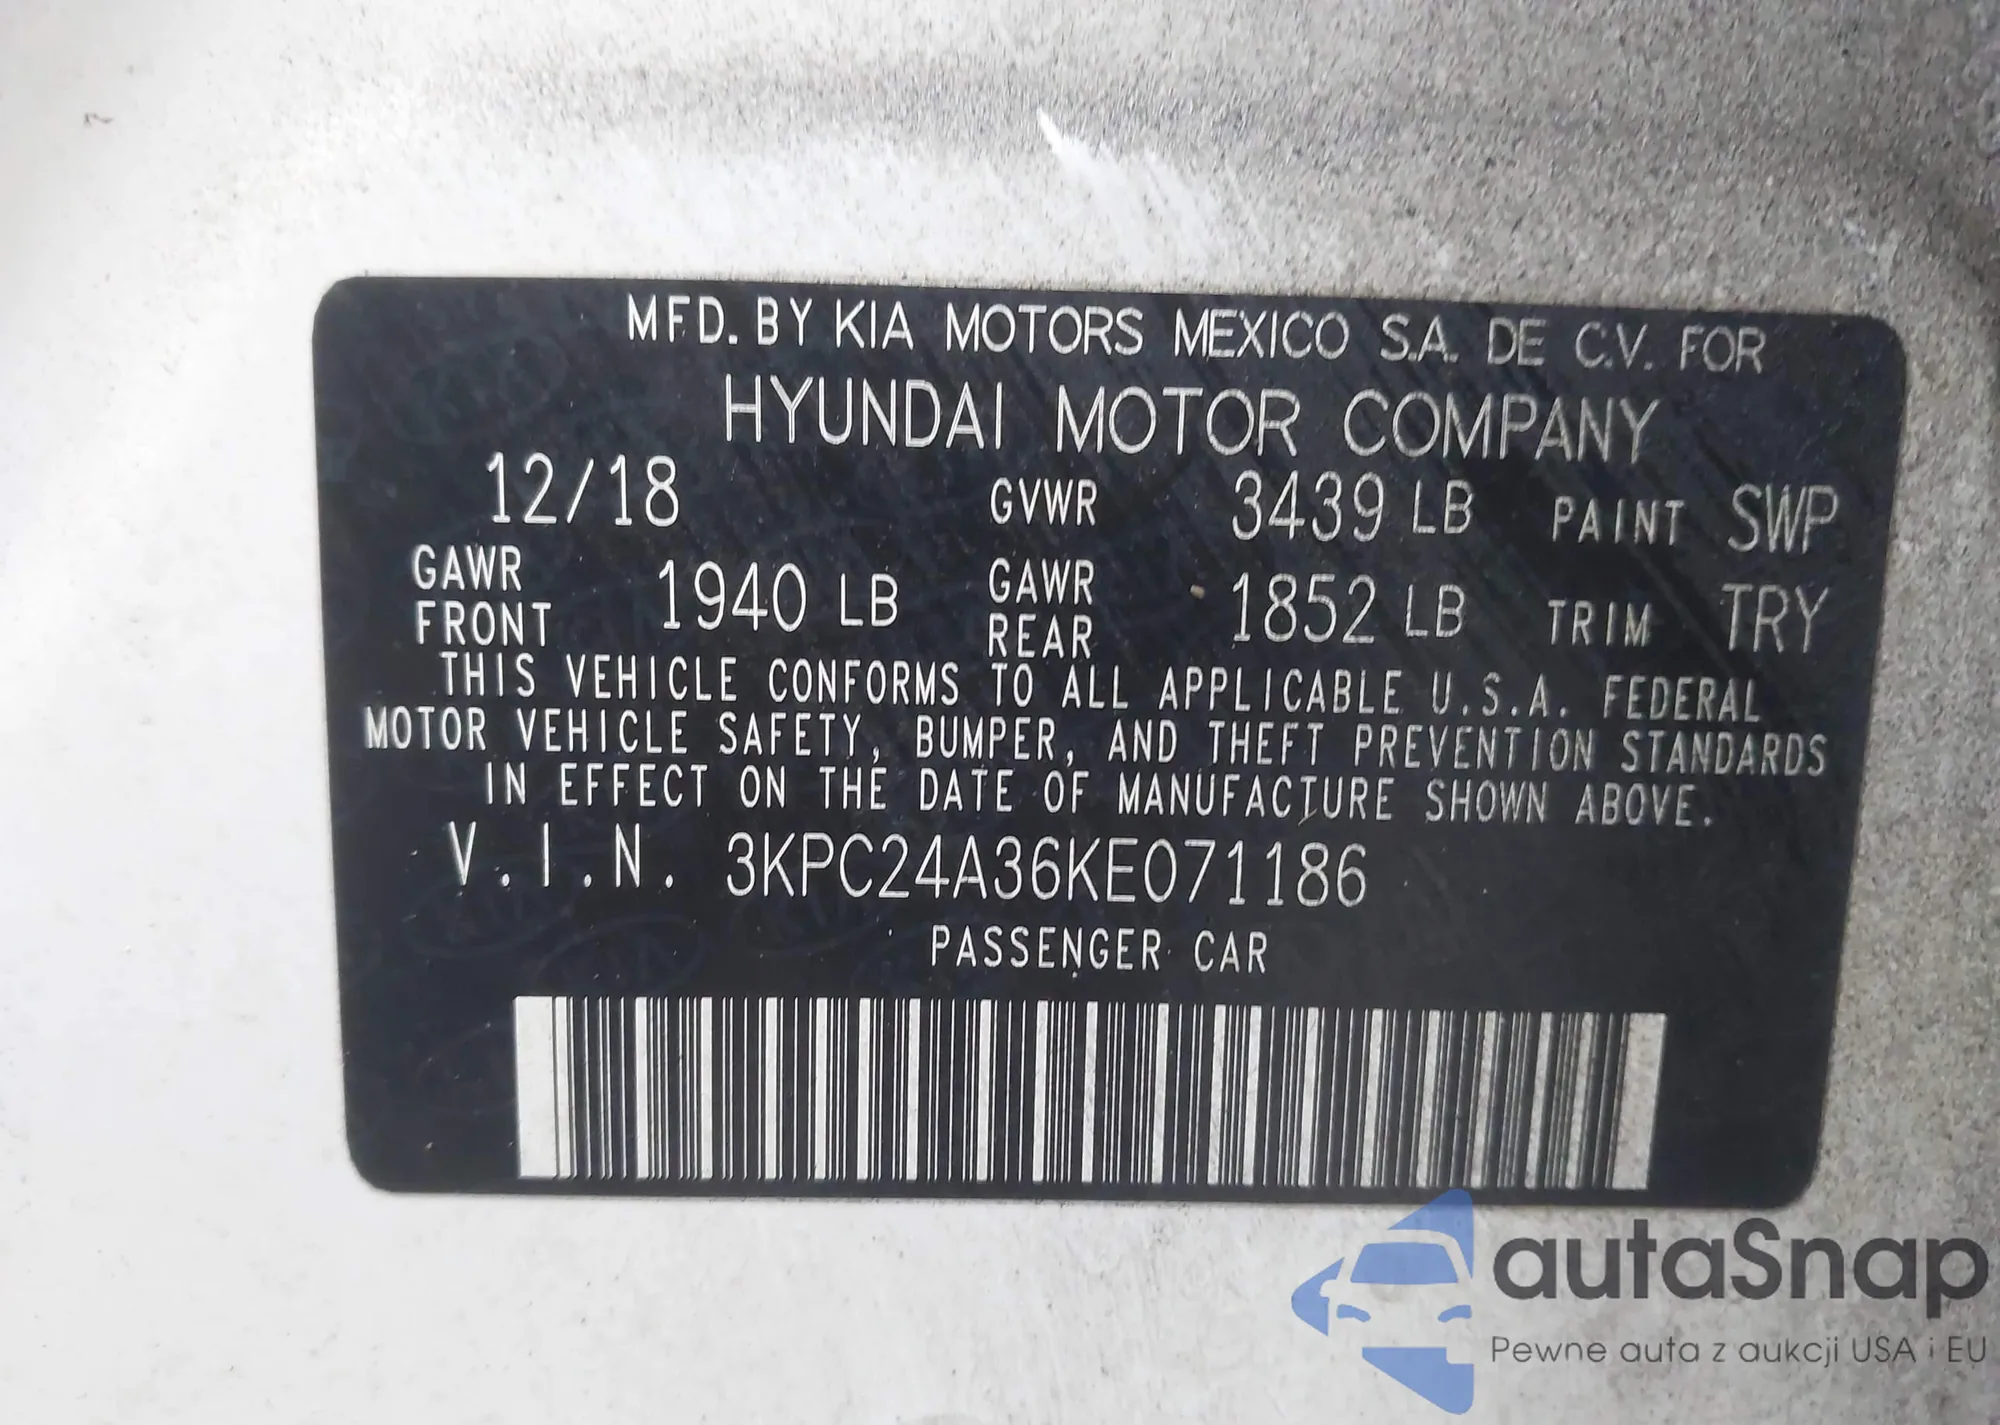 MFD. BY KIA MOTORS MEXICO S.A. DE C.V. FOR
HYUNDAI MOTOR COMPANY
12/18 GVWR 3439 LB PAINT SWP
GAWR FRONT 1940 LB GAWR REAR 1852 LB TRIM TRY
THIS VEHICLE CONFORMS TO ALL APPLICABLE U.S.A. FEDERAL
MOTOR VEHICLE SAFETY, BUMPER, AND THEFT PREVENTION STANDARDS
IN EFFECT ON THE DATE OF MANUFACTURE SHOWN ABOVE.
V.I.N. 3KPC24A36KE071186
PASSENGER CAR
autaSnap
Pewne auta z aukcji USA i EU